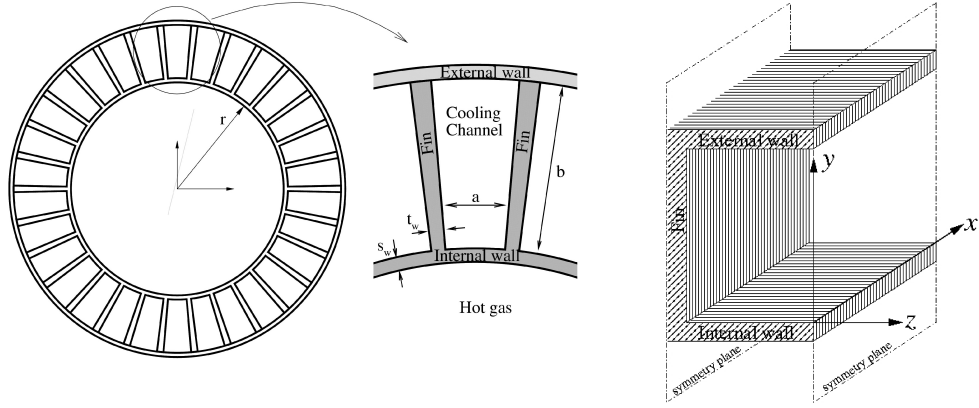 r
External wall
Cooling
Channel
Fin
Fin
b
a
t_w
s_w
Internal wall
Hot gas
External wall
y
Fin
x
z
Internal wall
symmetry plane
symmetry plane